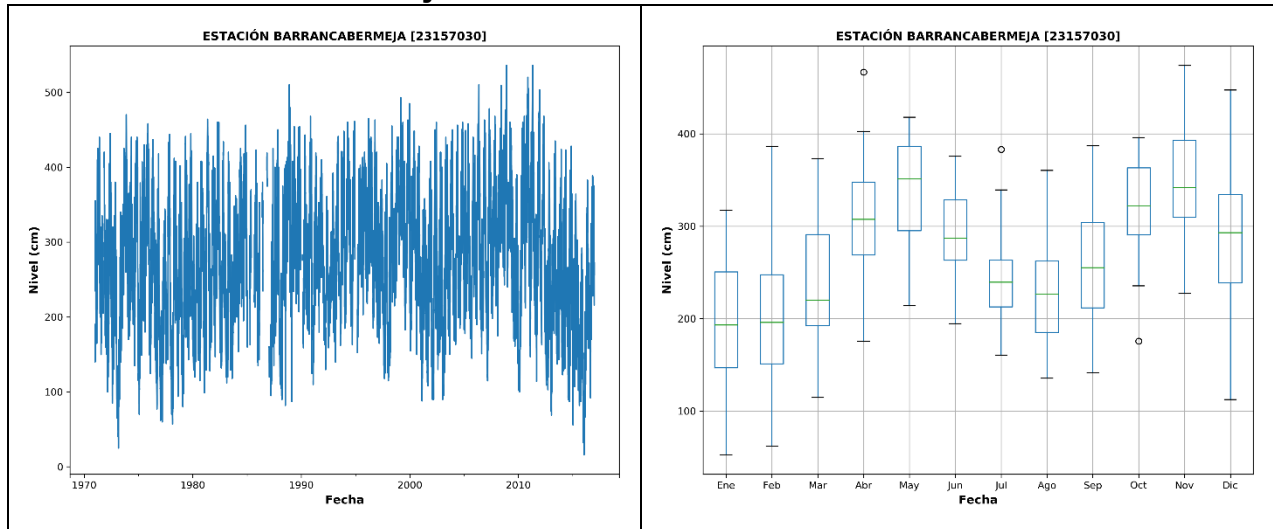 ESTACIÓN BARRANCABERMEJA [23157030]
Nivel (cm)
500
400
300
200
100
0
1970 1980 1990 2000 2010
Fecha
ESTACIÓN BARRANCABERMEJA [23157030]
Nivel (cm)
400
300
200
100
Ene Feb Mar Abr May Jun Jul Ago Sep Oct Nov Dic
Fecha